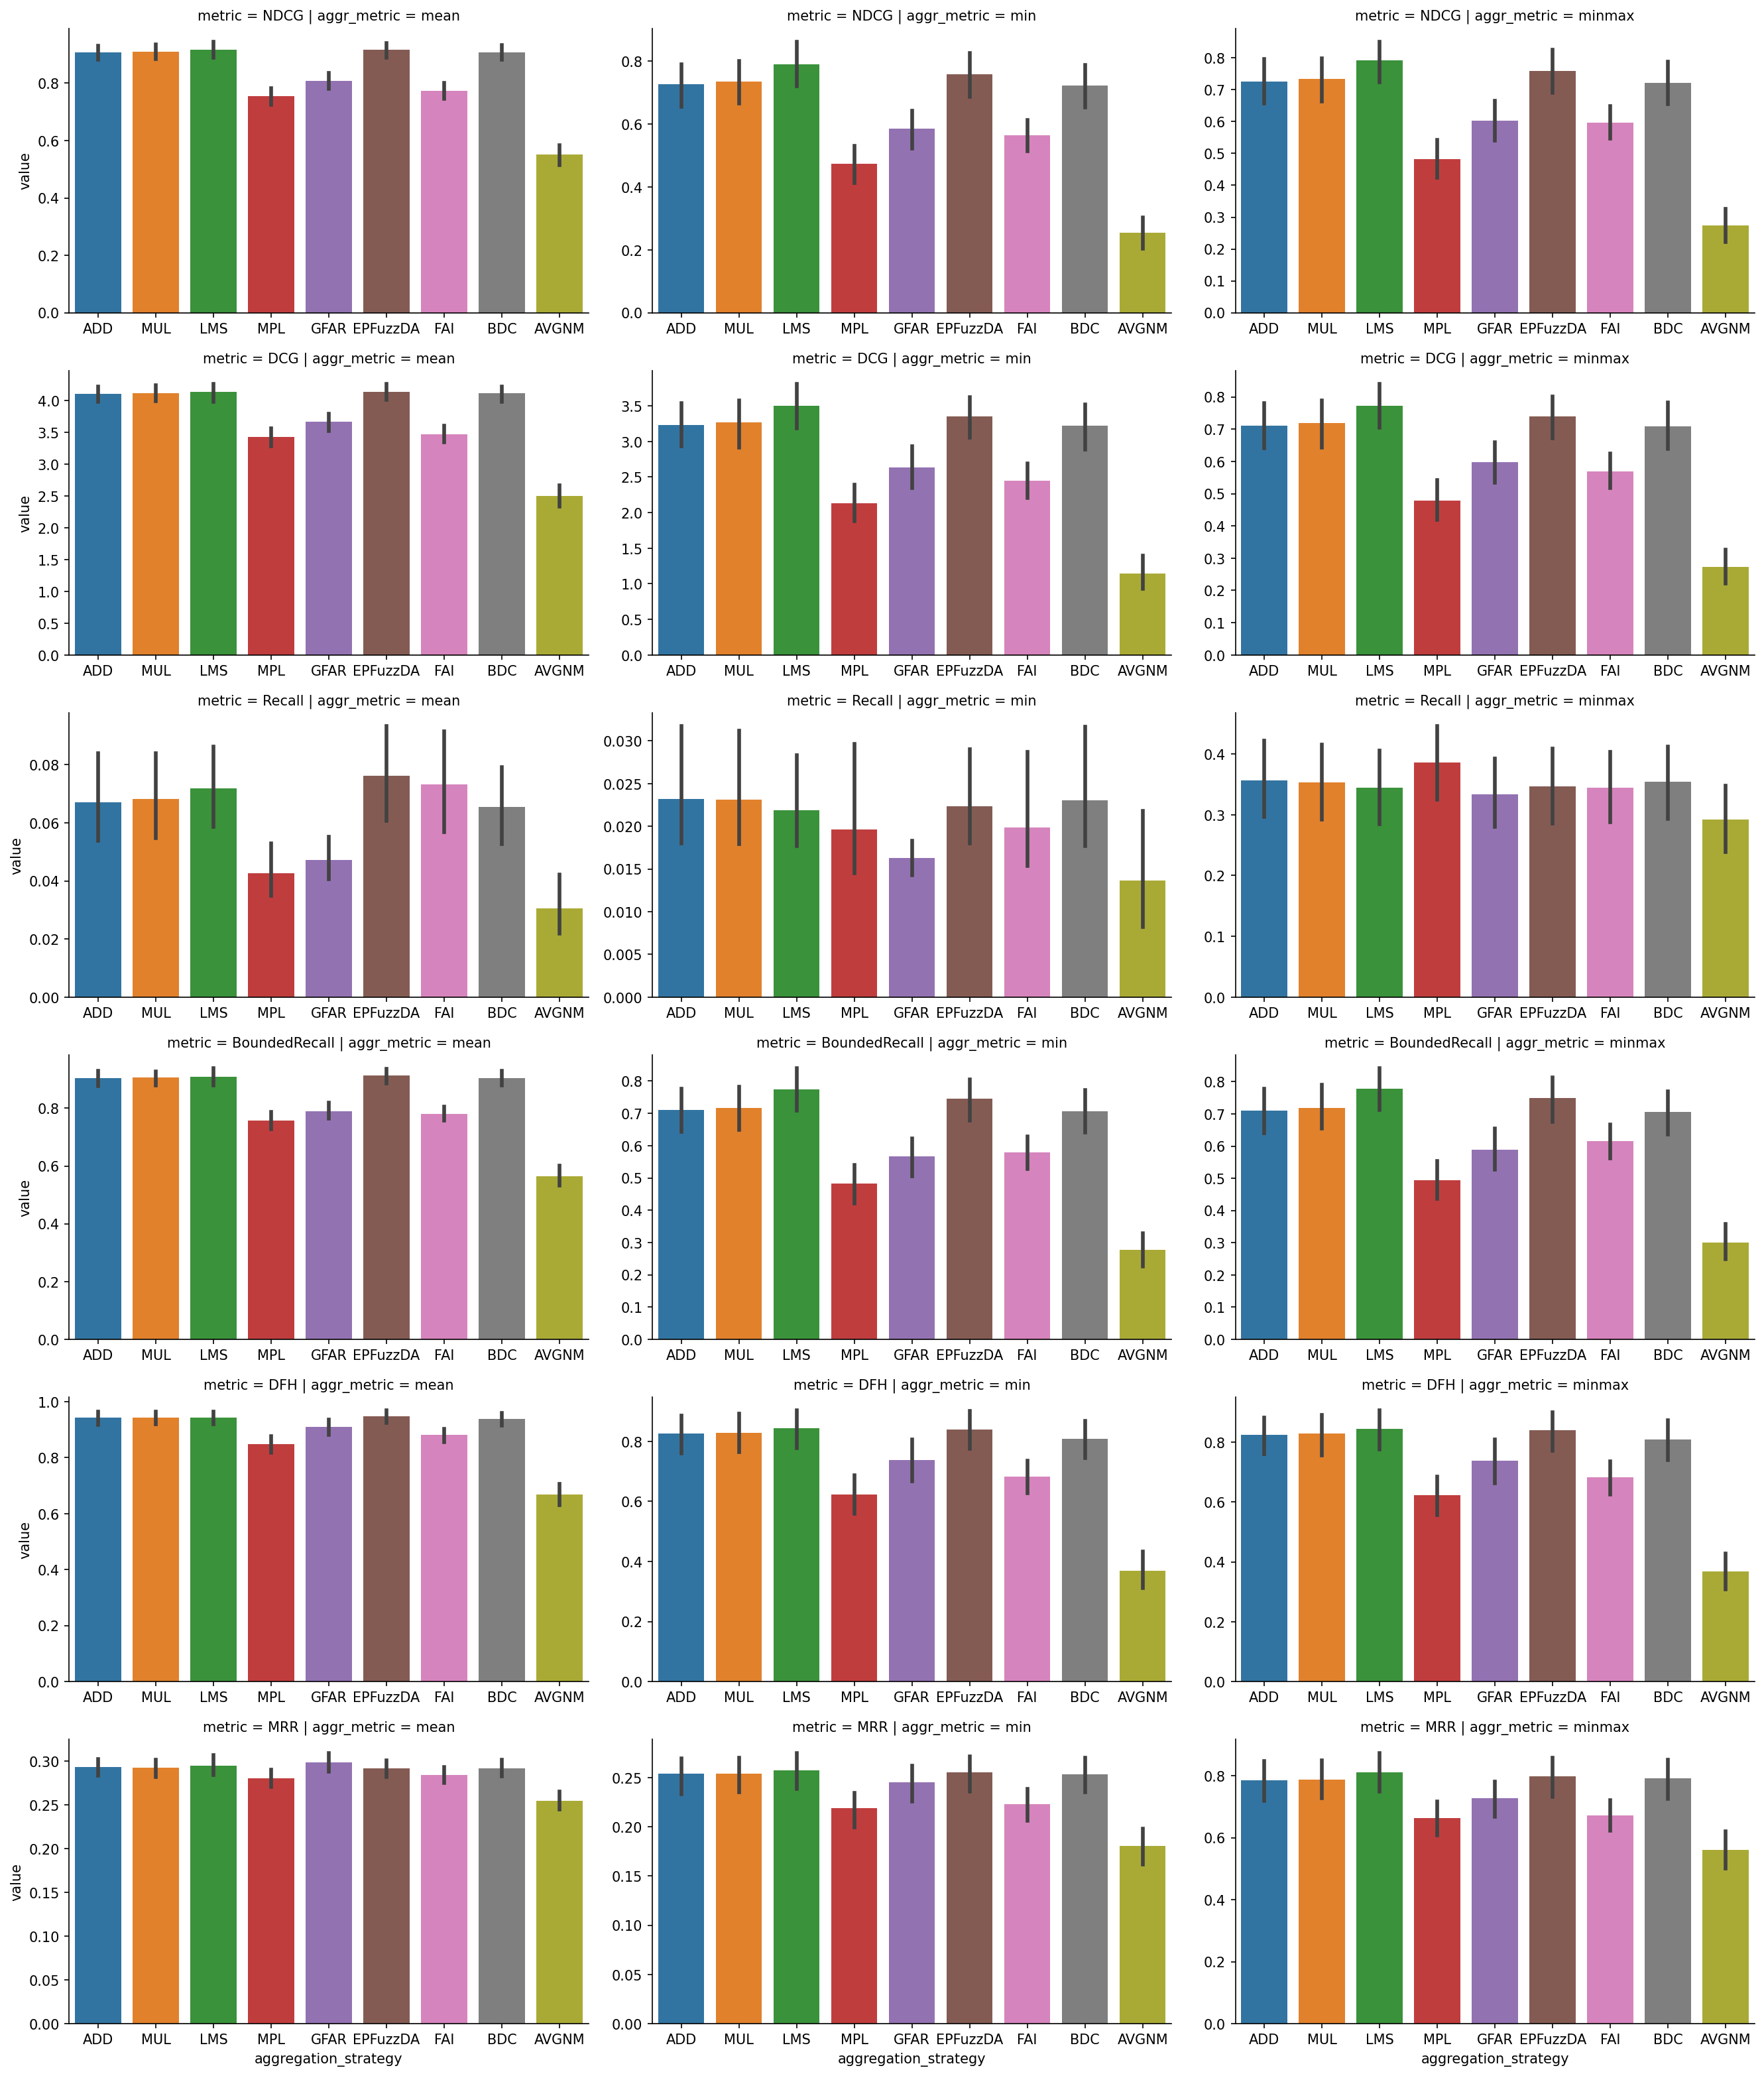 metric = NDCG | aggr_metric = mean
metric = NDCG | aggr_metric = min
metric = NDCG | aggr_metric = minmax
value
0.8
0.6
0.4
0.2
0.0
ADD MUL LMS MPL GFAR EPFuzzDA FAI BDC AVGNM
0.8
0.6
0.4
0.2
0.0
ADD MUL LMS MPL GFAR EPFuzzDA FAI BDC AVGNM
0.8
0.7
0.6
0.5
0.4
0.3
0.2
0.1
0.0
ADD MUL LMS MPL GFAR EPFuzzDA FAI BDC AVGNM
metric = DCG | aggr_metric = mean
metric = DCG | aggr_metric = min
metric = DCG | aggr_metric = minmax
value
4.0
3.5
3.0
2.5
2.0
1.5
1.0
0.5
0.0
ADD MUL LMS MPL GFAR EPFuzzDA FAI BDC AVGNM
3.5
3.0
2.5
2.0
1.5
1.0
0.5
0.0
ADD MUL LMS MPL GFAR EPFuzzDA FAI BDC AVGNM
0.8
0.7
0.6
0.5
0.4
0.3
0.2
0.1
0.0
ADD MUL LMS MPL GFAR EPFuzzDA FAI BDC AVGNM
metric = Recall | aggr_metric = mean
metric = Recall | aggr_metric = min
metric = Recall | aggr_metric = minmax
value
0.08
0.06
0.04
0.02
0.00
ADD MUL LMS MPL GFAR EPFuzzDA FAI BDC AVGNM
0.030
0.025
0.020
0.015
0.010
0.005
0.000
ADD MUL LMS MPL GFAR EPFuzzDA FAI BDC AVGNM
0.4
0.3
0.2
0.1
0.0
ADD MUL LMS MPL GFAR EPFuzzDA FAI BDC AVGNM
metric = BoundedRecall | aggr_metric = mean
metric = BoundedRecall | aggr_metric = min
metric = BoundedRecall | aggr_metric = minmax
value
0.8
0.6
0.4
0.2
0.0
ADD MUL LMS MPL GFAR EPFuzzDA FAI BDC AVGNM
0.8
0.7
0.6
0.5
0.4
0.3
0.2
0.1
0.0
ADD MUL LMS MPL GFAR EPFuzzDA FAI BDC AVGNM
0.8
0.7
0.6
0.5
0.4
0.3
0.2
0.1
0.0
ADD MUL LMS MPL GFAR EPFuzzDA FAI BDC AVGNM
metric = DFH | aggr_metric = mean
metric = DFH | aggr_metric = min
metric = DFH | aggr_metric = minmax
value
1.0
0.8
0.6
0.4
0.2
0.0
ADD MUL LMS MPL GFAR EPFuzzDA FAI BDC AVGNM
0.8
0.6
0.4
0.2
0.0
ADD MUL LMS MPL GFAR EPFuzzDA FAI BDC AVGNM
0.8
0.6
0.4
0.2
0.0
ADD MUL LMS MPL GFAR EPFuzzDA FAI BDC AVGNM
metric = MRR | aggr_metric = mean
metric = MRR | aggr_metric = min
metric = MRR | aggr_metric = minmax
value
0.30
0.25
0.20
0.15
0.10
0.05
0.00
ADD MUL LMS MPL GFAR EPFuzzDA FAI BDC AVGNM
aggregation_strategy
0.25
0.20
0.15
0.10
0.05
0.00
ADD MUL LMS MPL GFAR EPFuzzDA FAI BDC AVGNM
aggregation_strategy
0.8
0.6
0.4
0.2
0.0
ADD MUL LMS MPL GFAR EPFuzzDA FAI BDC AVGNM
aggregation_strategy